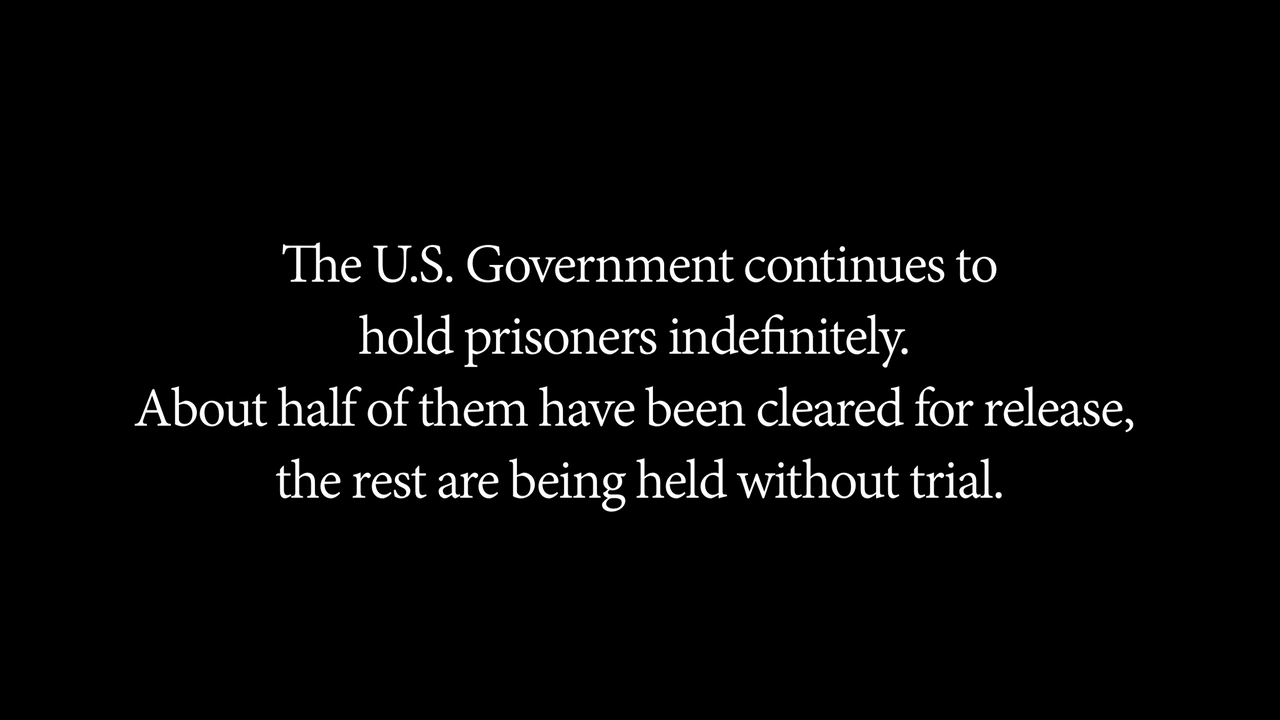 The U.S. Government continues to
hold prisoners indefinitely.
About half of them have been cleared for release,
the rest are being held without trial.